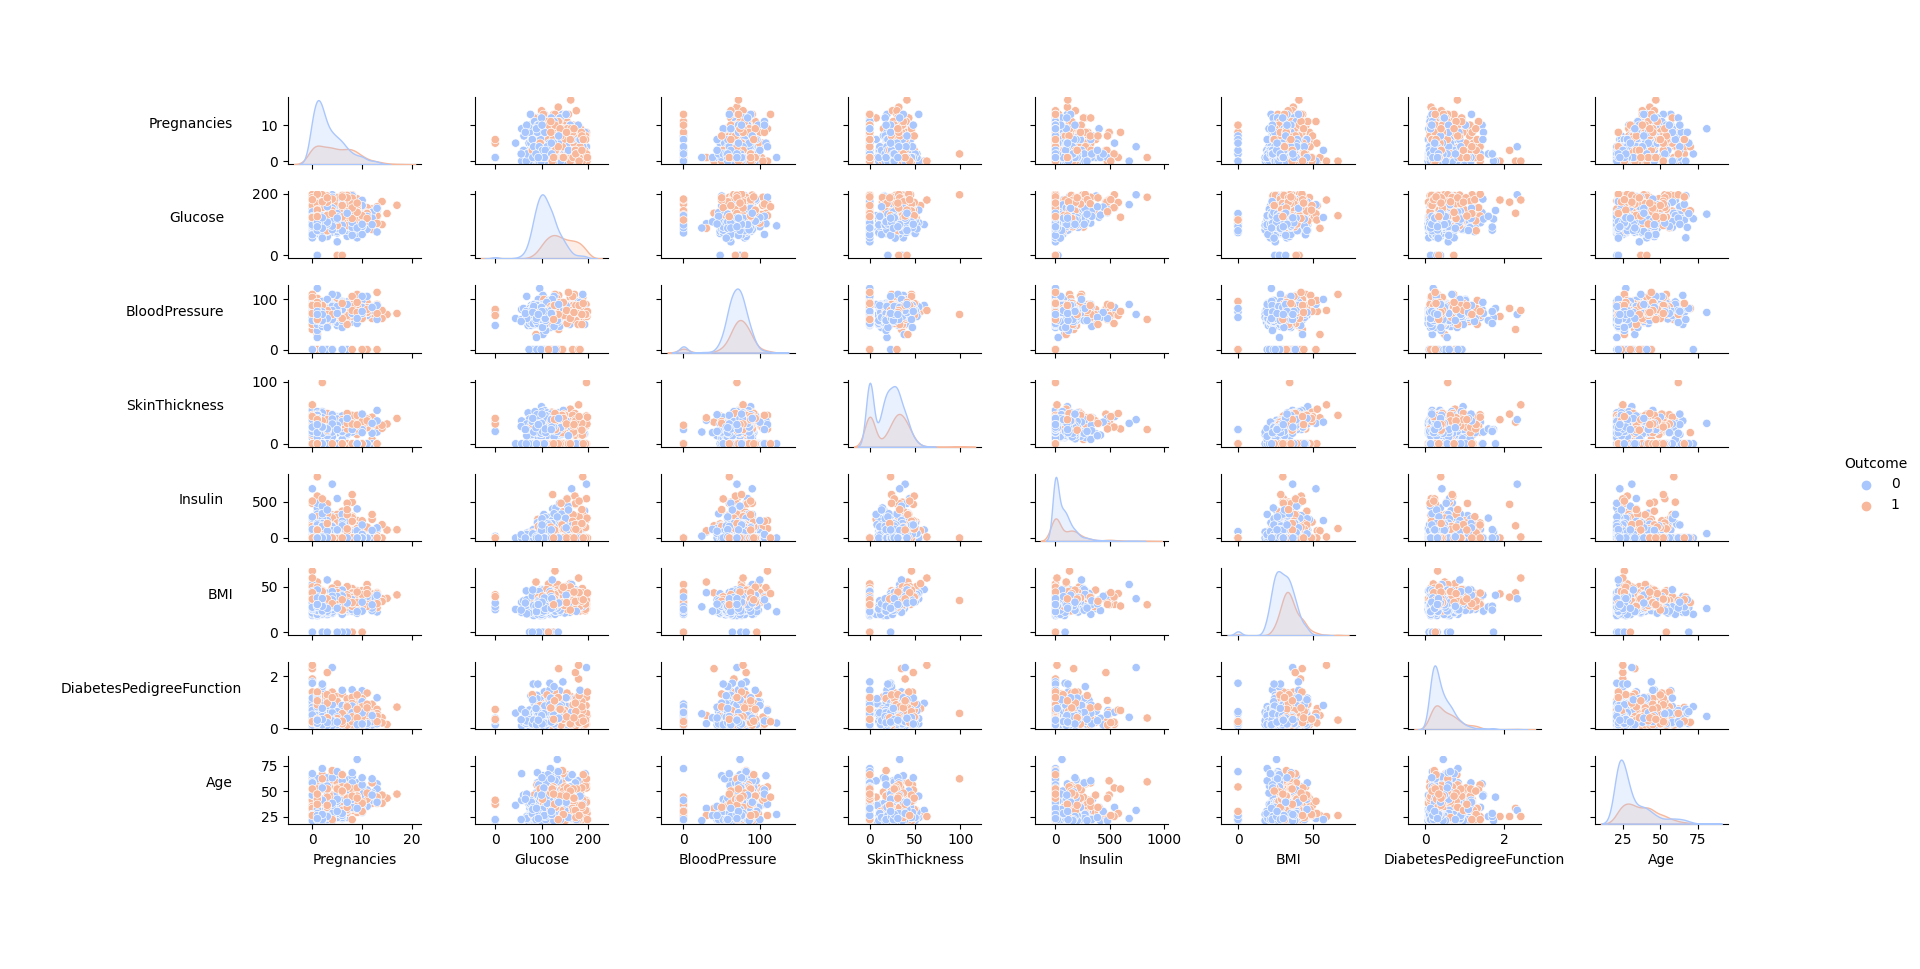 Pregnancies
10
0
Glucose
200
0
BloodPressure
100
0
SkinThickness
100
0
Insulin
500
0
BMI
50
0
DiabetesPedigreeFunction
2
0
Age
75
50
25
0 10 20
0 100 200
0 100
0 50 100
0 500 1000
0 50
0 2
25 50 75
Pregnancies
Glucose
BloodPressure
SkinThickness
Insulin
BMI
DiabetesPedigreeFunction
Age
Outcome
0
1